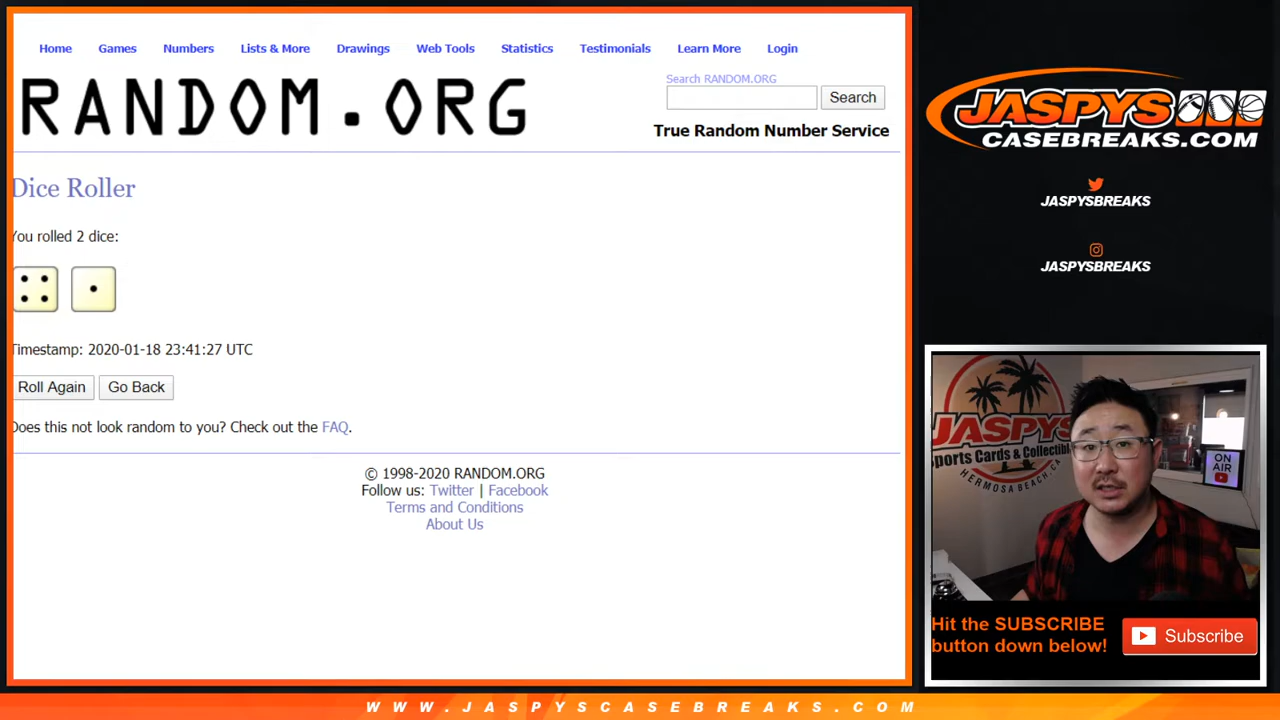 Home Games Numbers Lists & More Drawings Web Tools Statistics Testimonials Learn More Login
RANDOM.ORG
Search RANDOM.ORG
Search
True Random Number Service
Dice Roller
You rolled 2 dice:
Timestamp: 2020-01-18 23:41:27 UTC
Roll Again Go Back
Does this not look random to you? Check out the FAQ.
© 1998-2020 RANDOM.ORG
Follow us: Twitter | Facebook
Terms and Conditions
About Us
JASPYS
CASEBREAKS.COM
JASPYSBREAKS
JASPYSBREAKS
JASPYS
Sports Cards & Collectibl
HERMOSA BEACH, CA
ON
AIR
Hit the SUBSCRIBE
button down below!
Subscribe
WWW.JASPYSCASEBREAKS.COM